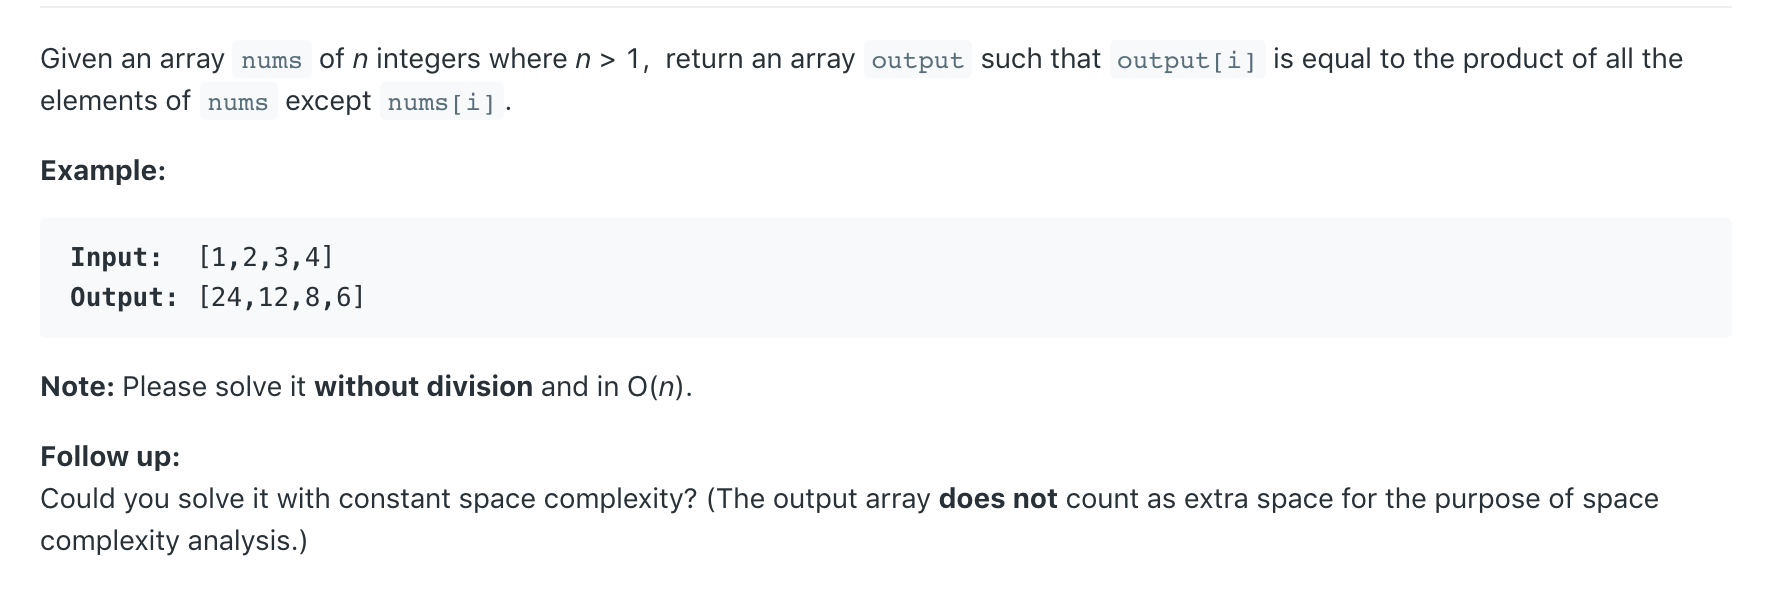 Given an array nums of n integers where n > 1,  return an array output such that output[i] is equal to the product of all the
elements of nums except nums[i].
Example:
Input:  [1,2,3,4]
Output: [24,12,8,6]
Note: Please solve it without division and in O(n).
Follow up:
Could you solve it with constant space complexity? (The output array does not count as extra space for the purpose of space
complexity analysis.)